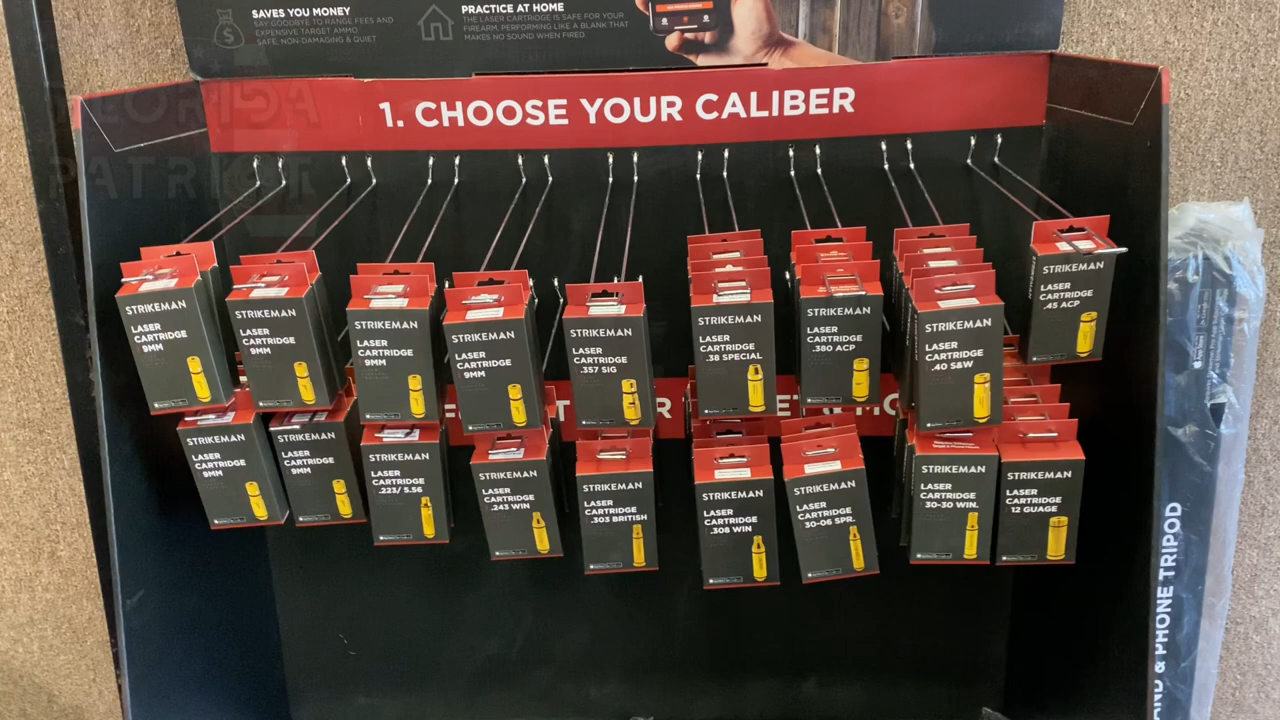 SAVES YOU MONEY
SAY GOODBYE TO RANGE FEES AND
EXPENSIVE TARGET AMMO
SAFE, NON-DAMAGING & QUIET
PRACTICE AT HOME
THE LASER CARTRIDGE IS SAFE FOR YOUR
FIREARM, PERFORMING LIKE A BLANK THAT
MAKES NO SOUND WHEN FIRED.
FLORIDA
PATRIOT
1. CHOOSE YOUR CALIBER
STRIKEMAN
LASER
CARTRIDGE
9MM
STRIKEMAN
LASER
CARTRIDGE
9MM
STRIKEMAN
LASER
CARTRIDGE
9MM
STRIKEMAN
LASER
CARTRIDGE
9MM
STRIKEMAN
LASER
CARTRIDGE
.357 SIG
STRIKEMAN
LASER
CARTRIDGE
.38 SPECIAL
STRIKEMAN
LASER
CARTRIDGE
.380 ACP
STRIKEMAN
LASER
CARTRIDGE
.40 S&W
STRIKEMAN
LASER
CARTRIDGE
.45 ACP
STRIKEMAN
LASER
CARTRIDGE
9MM
STRIKEMAN
LASER
CARTRIDGE
9MM
STRIKEMAN
LASER
CARTRIDGE
.223/ 5.56
STRIKEMAN
LASER
CARTRIDGE
.243 WIN
STRIKEMAN
LASER
CARTRIDGE
.303 BRITISH
STRIKEMAN
LASER
CARTRIDGE
.308 WIN
STRIKEMAN
LASER
CARTRIDGE
30-06 SPR.
STRIKEMAN
LASER
CARTRIDGE
30-30 WIN.
STRIKEMAN
LASER
CARTRIDGE
12 GUAGE
& PHONE TRIPOD